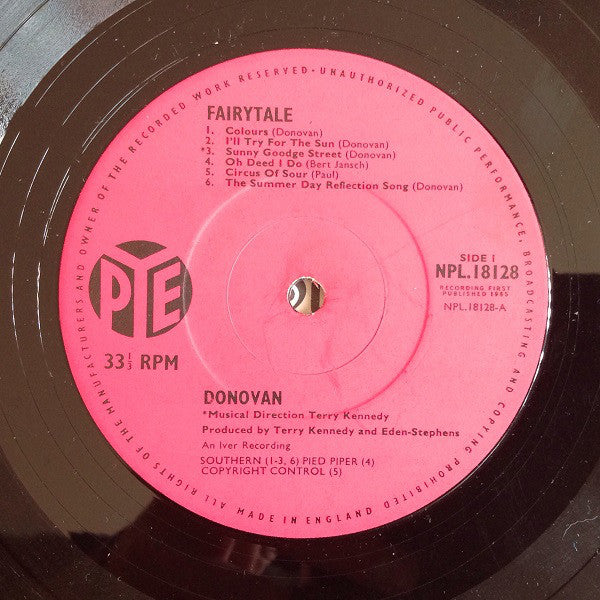 ALL RIGHTS OF THE MANUFACTURERS AND OWNER OF THE RECORDED WORK RESERVED · UNAUTHORIZED PUBLIC PERFORMANCE, BROADCASTING AND COPYING PROHIBITED
FAIRYTALE
1. Colours (Donovan)
2. I'll Try For The Sun (Donovan)
*3. Sunny Goodge Street (Donovan)
4. Oh Deed I Do (Bert Jansch)
5. Circus Of Sour (Paul)
6. The Summer Day Reflection Song (Donovan)
PYE
33⅓ RPM
SIDE 1
NPL.18128
RECORDING FIRST
PUBLISHED 1965
NPL.18128-A
DONOVAN
*Musical Direction Terry Kennedy
Produced by Terry Kennedy and Eden-Stephens
An Iver Recording
SOUTHERN (1-3, 6) PIED PIPER (4)
COPYRIGHT CONTROL (5)
MADE IN ENGLAND